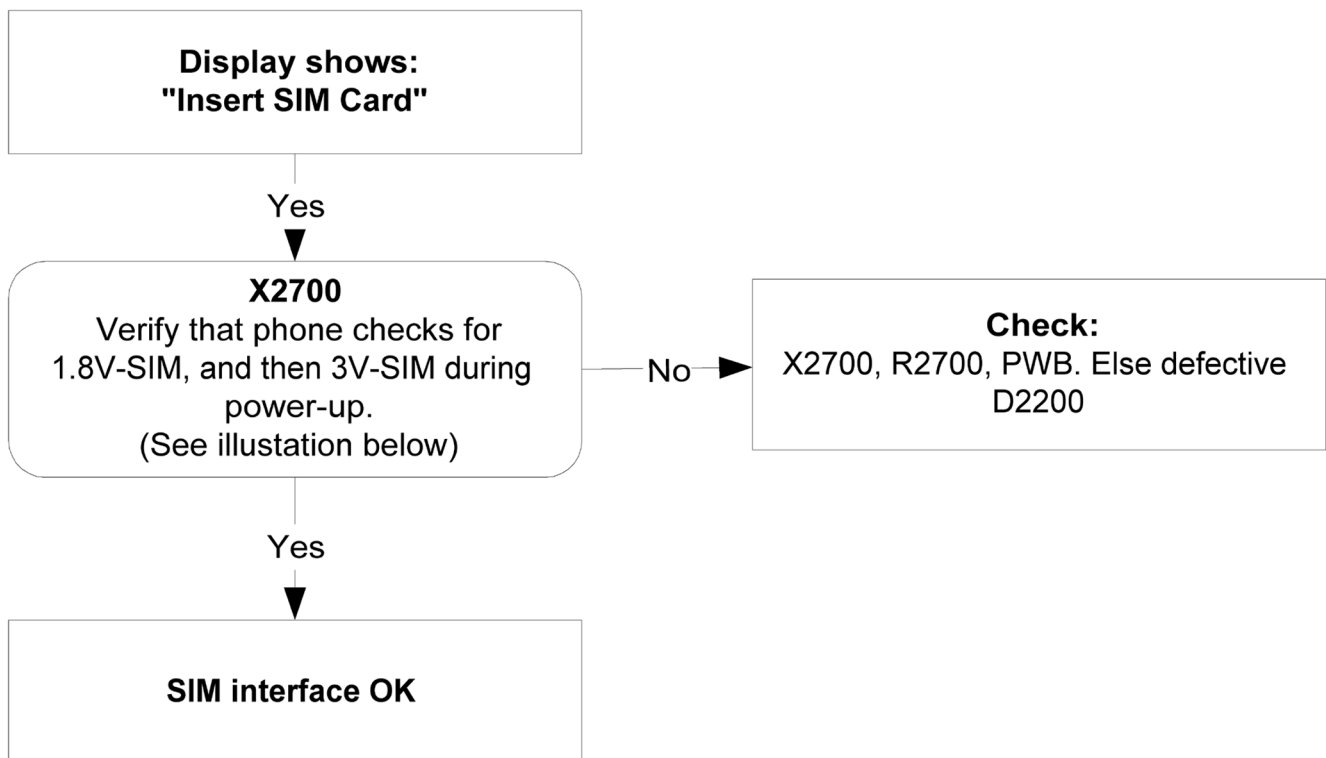 Display shows:
"Insert SIM Card"
Yes
X2700
Verify that phone checks for
1.8V-SIM, and then 3V-SIM during
power-up.
(See illustation below)
No
Check:
X2700, R2700, PWB. Else defective
D2200
Yes
SIM interface OK